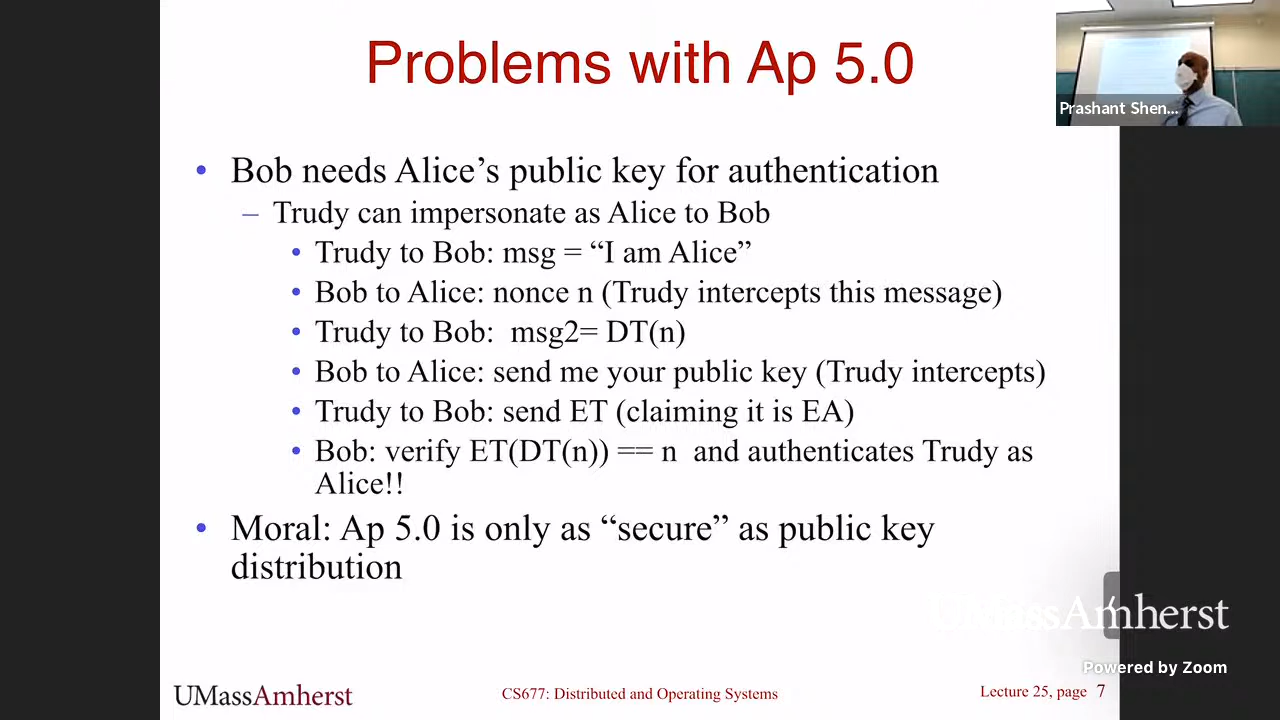 Problems with Ap 5.0
Prashant Shen...
• Bob needs Alice’s public key for authentication
– Trudy can impersonate as Alice to Bob
• Trudy to Bob: msg = “I am Alice”
• Bob to Alice: nonce n (Trudy intercepts this message)
• Trudy to Bob: msg2= DT(n)
• Bob to Alice: send me your public key (Trudy intercepts)
• Trudy to Bob: send ET (claiming it is EA)
• Bob: verify ET(DT(n)) == n and authenticates Trudy as
Alice!!
• Moral: Ap 5.0 is only as “secure” as public key
distribution
UMassAmherst
Powered by Zoom
UMassAmherst
CS677: Distributed and Operating Systems
Lecture 25, page 7